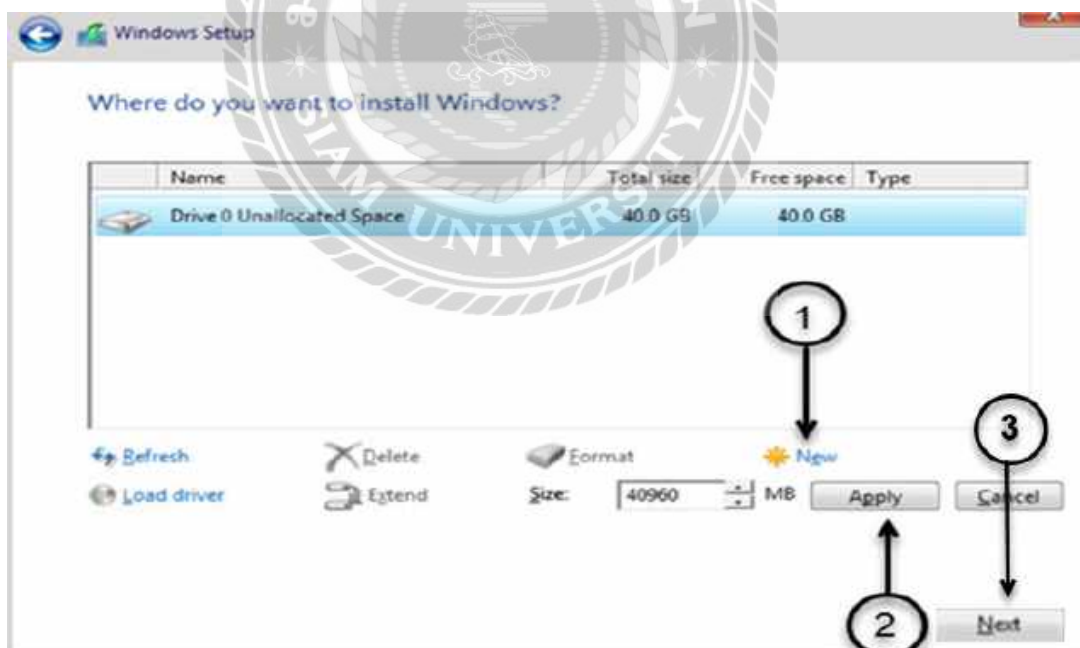 Windows Setup
Where do you want to install Windows?
Name Total size Free space Type
Drive 0 Unallocated Space 40.0 GB 40.0 GB
1
3
Refresh Delete Format New
Load driver Extend Size: 40960 MB Apply Cancel
2 Next
SIAM UNIVERSITY